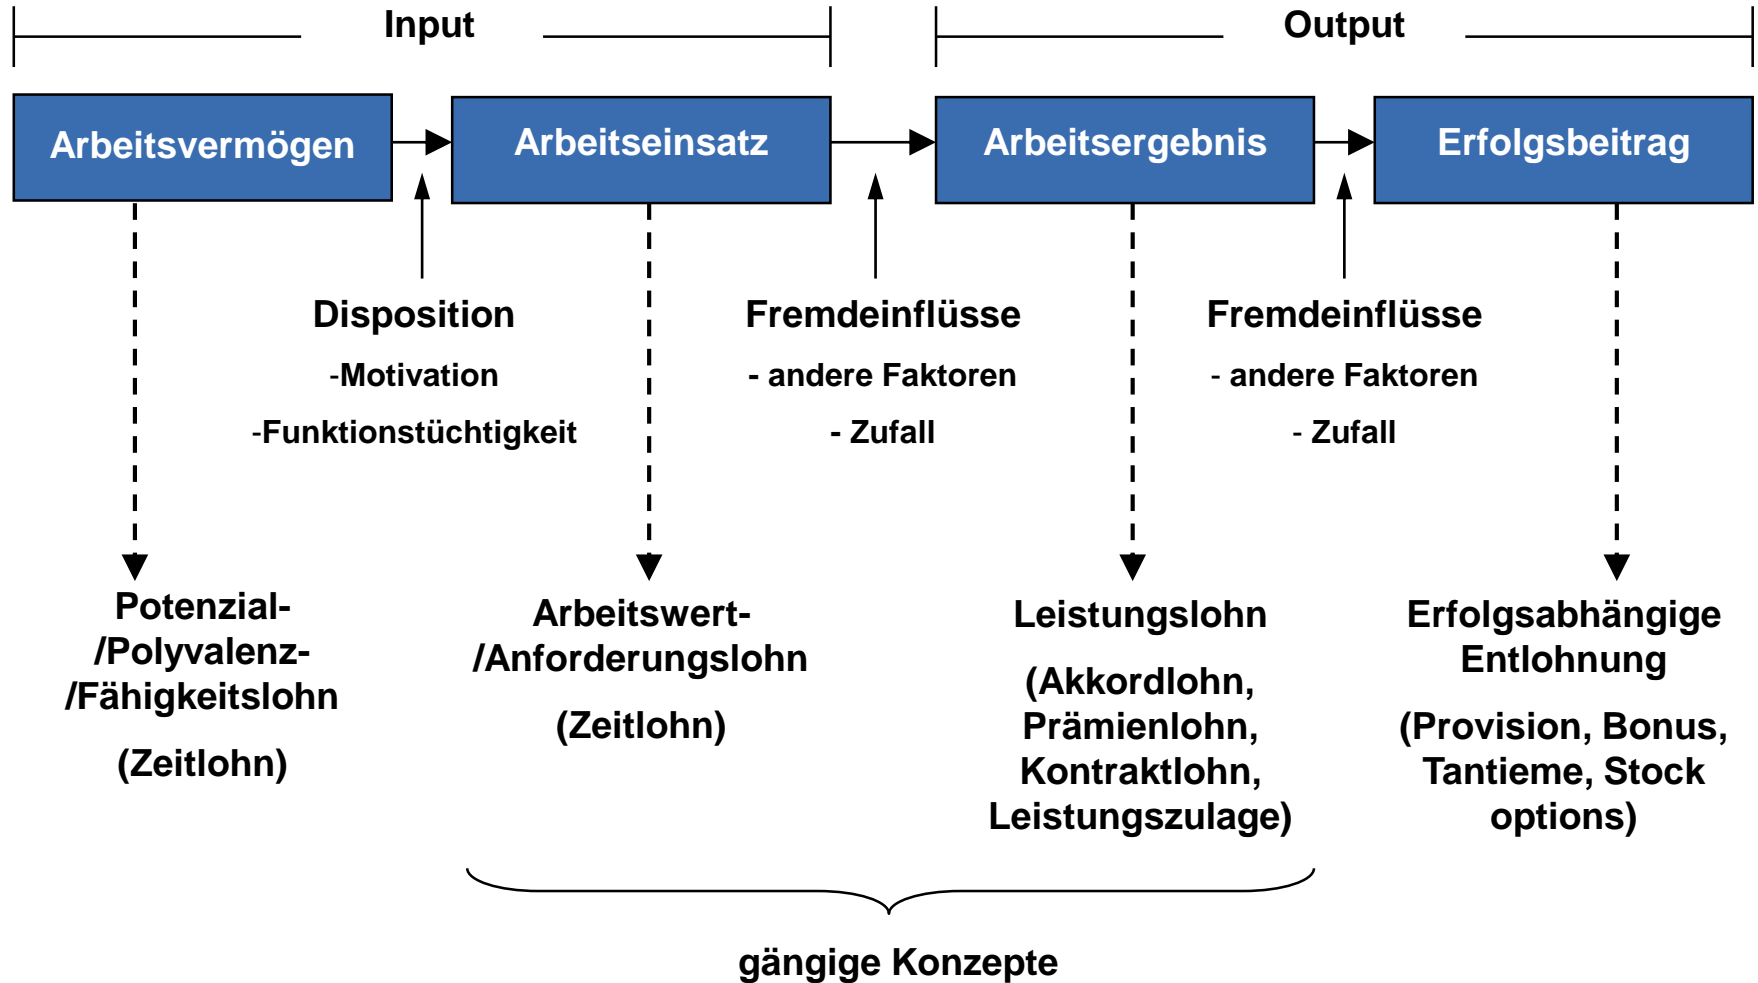 Input
Output
Arbeitsvermögen
Arbeitseinsatz
Arbeitsergebnis
Erfolgsbeitrag
Disposition
-Motivation
-Funktionstüchtigkeit
Fremdeinflüsse
- andere Faktoren
- Zufall
Fremdeinflüsse
- andere Faktoren
- Zufall
Potenzial-
/Polyvalenz-
/Fähigkeitslohn
(Zeitlohn)
Arbeitswert-
/Anforderungslohn
(Zeitlohn)
Leistungslohn
(Akkordlohn,
Prämienlohn,
Kontraktlohn,
Leistungszulage)
Erfolgsabhängige
Entlohnung
(Provision, Bonus,
Tantieme, Stock
options)
gängige Konzepte